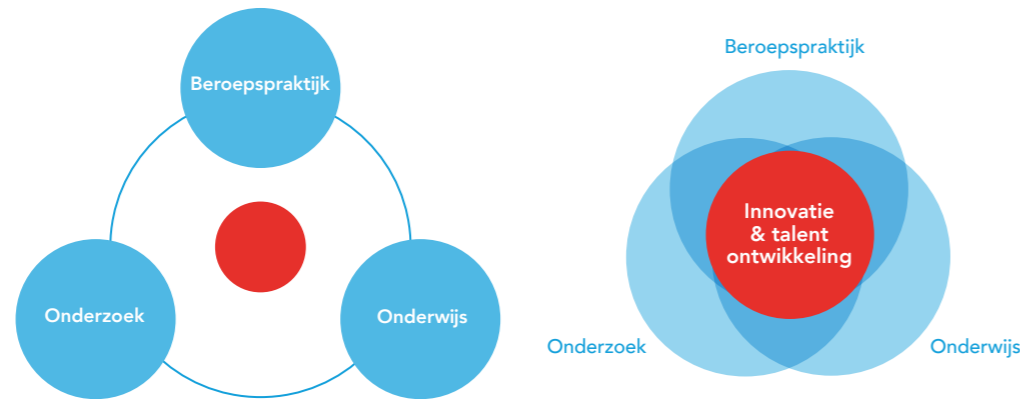 Beroepspraktijk
Onderzoek
Onderwijs
Beroepspraktijk
Innovatie
& talent
ontwikkeling
Onderzoek
Onderwijs